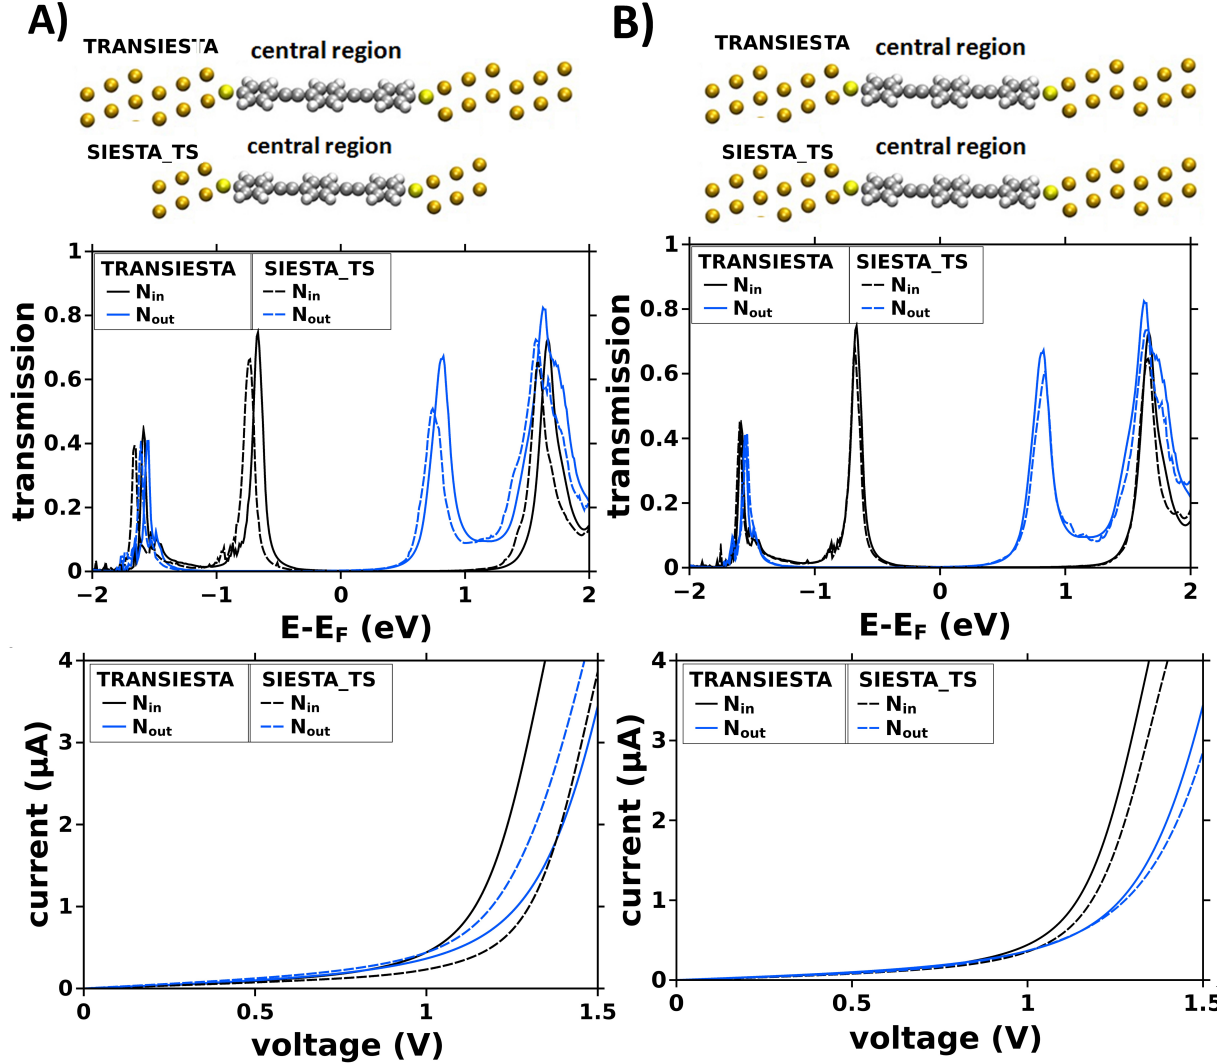 A)
TRANSIESTA
central region
SIESTA_TS
central region
1
0.8
0.6
0.4
0.2
0
transmission
TRANSIESTA SIESTA_TS
Nin Nin
Nout Nout
−2 −1 0 1 2
E-EF (eV)
4
3
2
1
0
current (μA)
TRANSIESTA SIESTA_TS
Nin Nin
Nout Nout
0 0.5 1 1.5
voltage (V)
B)
TRANSIESTA
central region
SIESTA_TS
central region
1
0.8
0.6
0.4
0.2
0
transmission
TRANSIESTA SIESTA_TS
Nin Nin
Nout Nout
−2 −1 0 1 2
E-EF (eV)
4
3
2
1
0
current (μA)
TRANSIESTA SIESTA_TS
Nin Nin
Nout Nout
0 0.5 1 1.5
voltage (V)